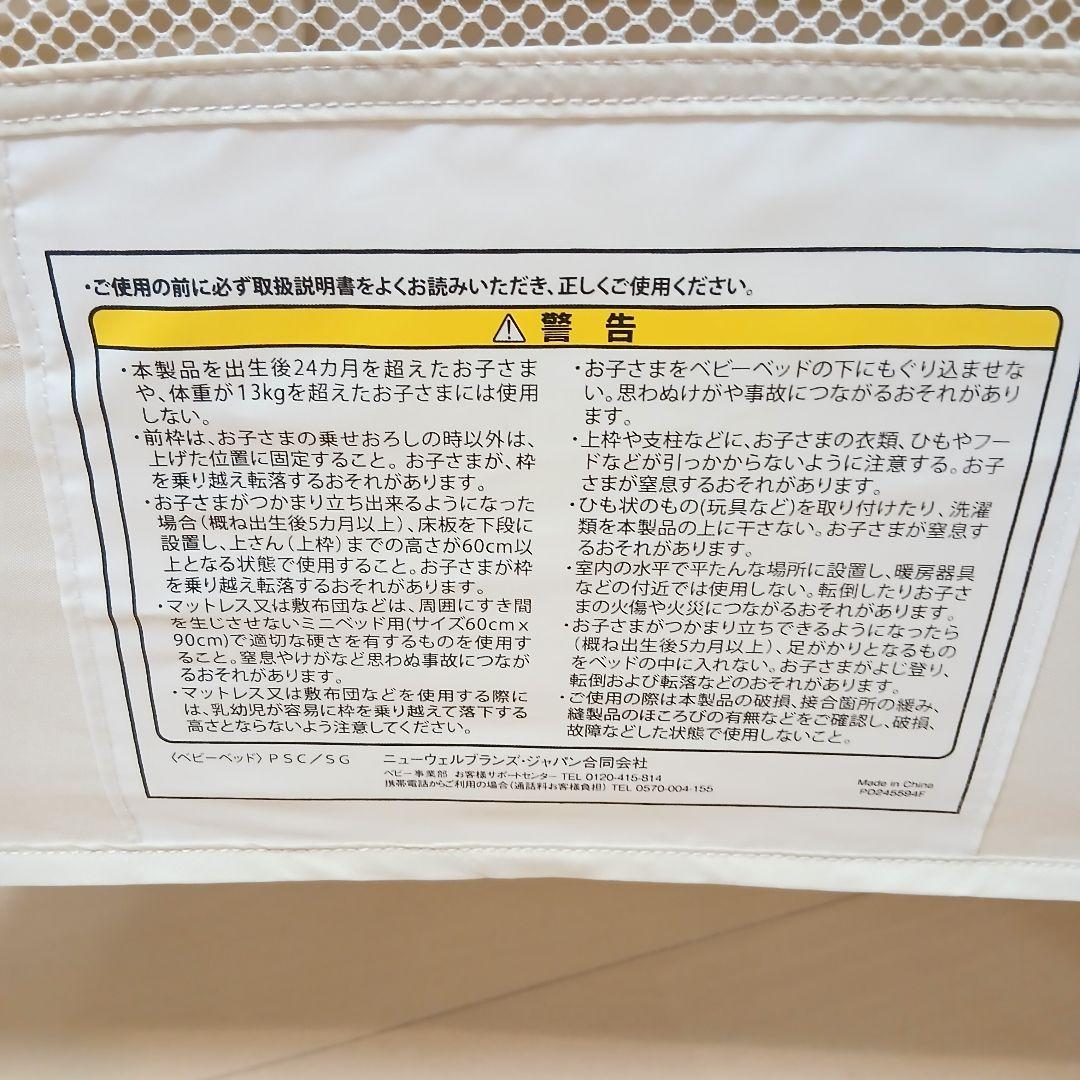 ・ご使用の前に必ず取扱説明書をよくお読みいただき、正しくご使用ください。
⚠ 警 告
・本製品を出生後24カ月を超えたお子さま
や、体重が13kgを超えたお子さまには使用
しない。
・前枠は、お子さまの乗せおろしの時以外は、
上げた位置に固定すること。お子さまが、枠
を乗り越え転落するおそれがあります。
・お子さまがつかまり立ち出来るようになった
場合(概ね出生後5カ月以上)、床板を下段に
設置し、上さん(上枠)までの高さが60cm以
上となる状態で使用すること。お子さまが枠
を乗り越え転落するおそれがあります。
・マットレス又は敷布団などは、周囲にすき間
を生じさせないミニベッド用(サイズ60cm x
90cm)で適切な硬さを有するものを使用す
ること。窒息やけがなど思わぬ事故につなが
るおそれがあります。
・マットレス又は敷布団などを使用する際に
は、乳幼児が容易に枠を乗り越えて落下する
高さとならないよう注意してください。
・お子さまをベビーベッドの下にもぐり込ませな
い。思わぬけがや事故につながるおそれがあり
ます。
・上枠や支柱などに、お子さまの衣類、ひもやフー
ドなどが引っかからないように注意する。お子
さまが窒息するおそれがあります。
・ひも状のもの(玩具など)を取り付けたり、洗濯
類を本製品の上に干さない。お子さまが窒息す
るおそれがあります。
・室内の水平で平たんな場所に設置し、暖房器具
などの付近では使用しない。転倒したりお子さ
まの火傷や火災につながるおそれがあります。
・お子さまがつかまり立ちできるようになったら
(概ね出生後5カ月以上)、足がかりとなるもの
をベッドの中に入れない。お子さまがよじ登り、
転倒および転落などのおそれがあります。
・ご使用の際は本製品の破損、接合箇所の緩み、
縫製品のほころびの有無などをご確認し、破損、
故障などした状態で使用しないこと。
〈ベビーベッド〉PSC/SG
ニューウェルブランズ・ジャパン合同会社
ベビー事業部 お客様サポートセンター TEL 0120-415-814
携帯電話からご利用の場合(通話料お客様負担) TEL 0570-004-155
Made in China
PD245594F